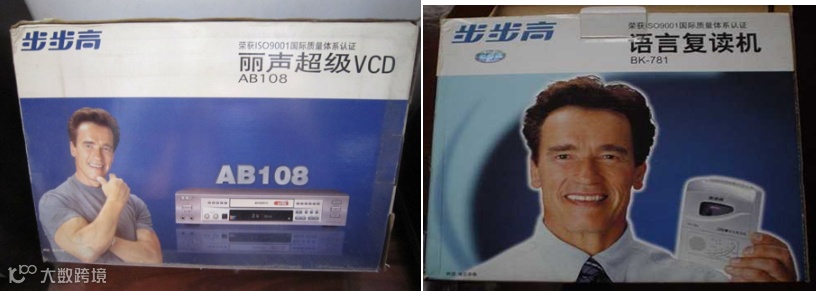 步步高
荣获ISO9001国际质量体系认证
丽声超级VCD
AB108
AB108
步步高
荣获ISO9001国际质量体系认证
语言复读机
BK-781
大数跨境